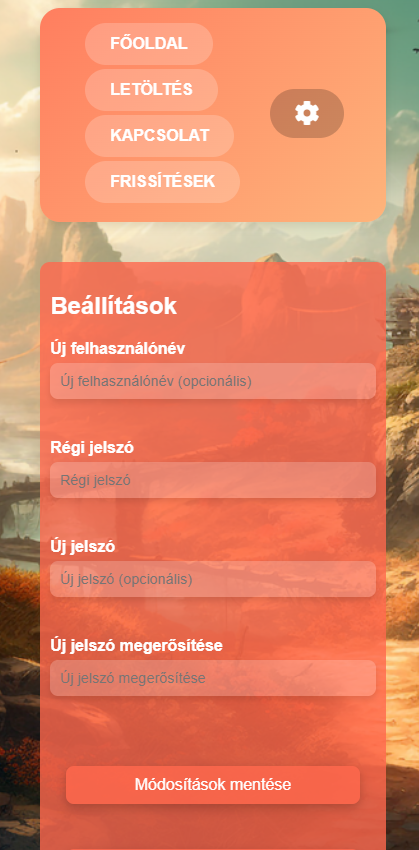 FŐOLDAL
LETÖLTÉS
KAPCSOLAT
FRISSÍTÉSEK
Beállítások
Új felhasználónév
Új felhasználónév (opcionális)
Régi jelszó
Régi jelszó
Új jelszó
Új jelszó (opcionális)
Új jelszó megerősítése
Új jelszó megerősítése
Módosítások mentése